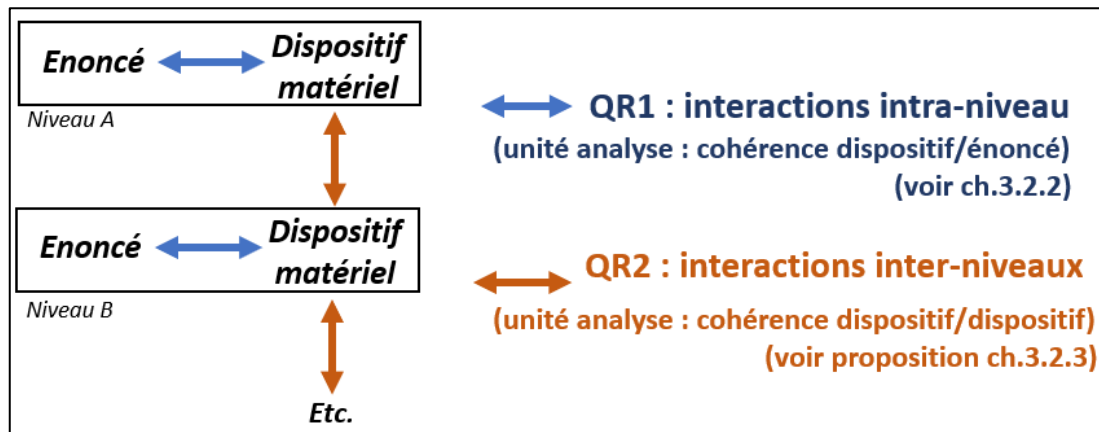 Enoncé
Dispositif
matériel
Niveau A
QR1 : interactions intra-niveau
(unité analyse : cohérence dispositif/énoncé)
(voir ch.3.2.2)
Enoncé
Dispositif
matériel
Niveau B
QR2 : interactions inter-niveaux
(unité analyse : cohérence dispositif/dispositif)
(voir proposition ch.3.2.3)
Etc.